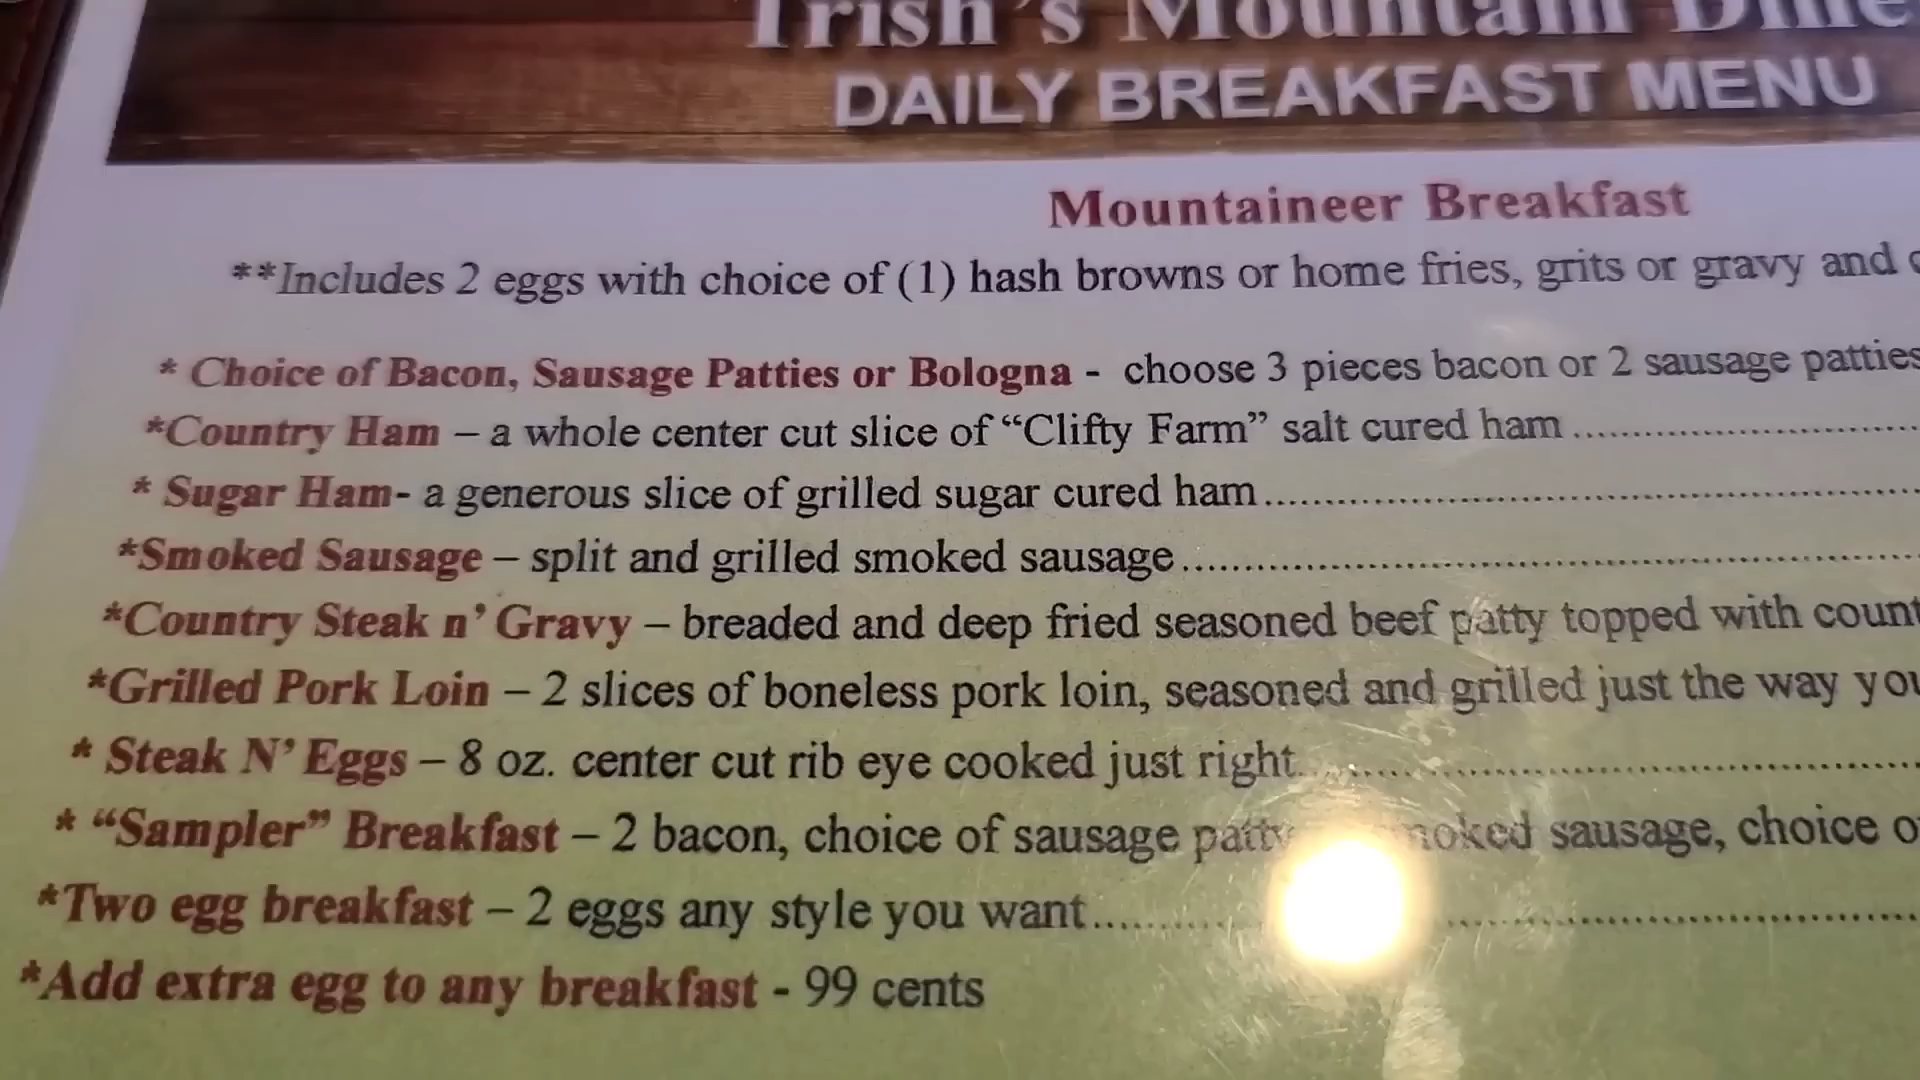 Trish's Mountain
DAILY BREAKFAST MENU
Mountaineer Breakfast
**Includes 2 eggs with choice of (1) hash browns or home fries, grits or gravy and
* Choice of Bacon, Sausage Patties or Bologna - choose 3 pieces bacon or 2 sausage patties
*Country Ham – a whole center cut slice of “Clifty Farm” salt cured ham
* Sugar Ham- a generous slice of grilled sugar cured ham
*Smoked Sausage – split and grilled smoked sausage
*Country Steak n’ Gravy – breaded and deep fried seasoned beef patty topped with
*Grilled Pork Loin – 2 slices of boneless pork loin, seasoned and grilled just the way
* Steak N’ Eggs – 8 oz. center cut rib eye cooked just right
* “Sampler” Breakfast – 2 bacon, choice of sausage patty sausage, choice
*Two egg breakfast – 2 eggs any style you want
*Add extra egg to any breakfast - 99 cents